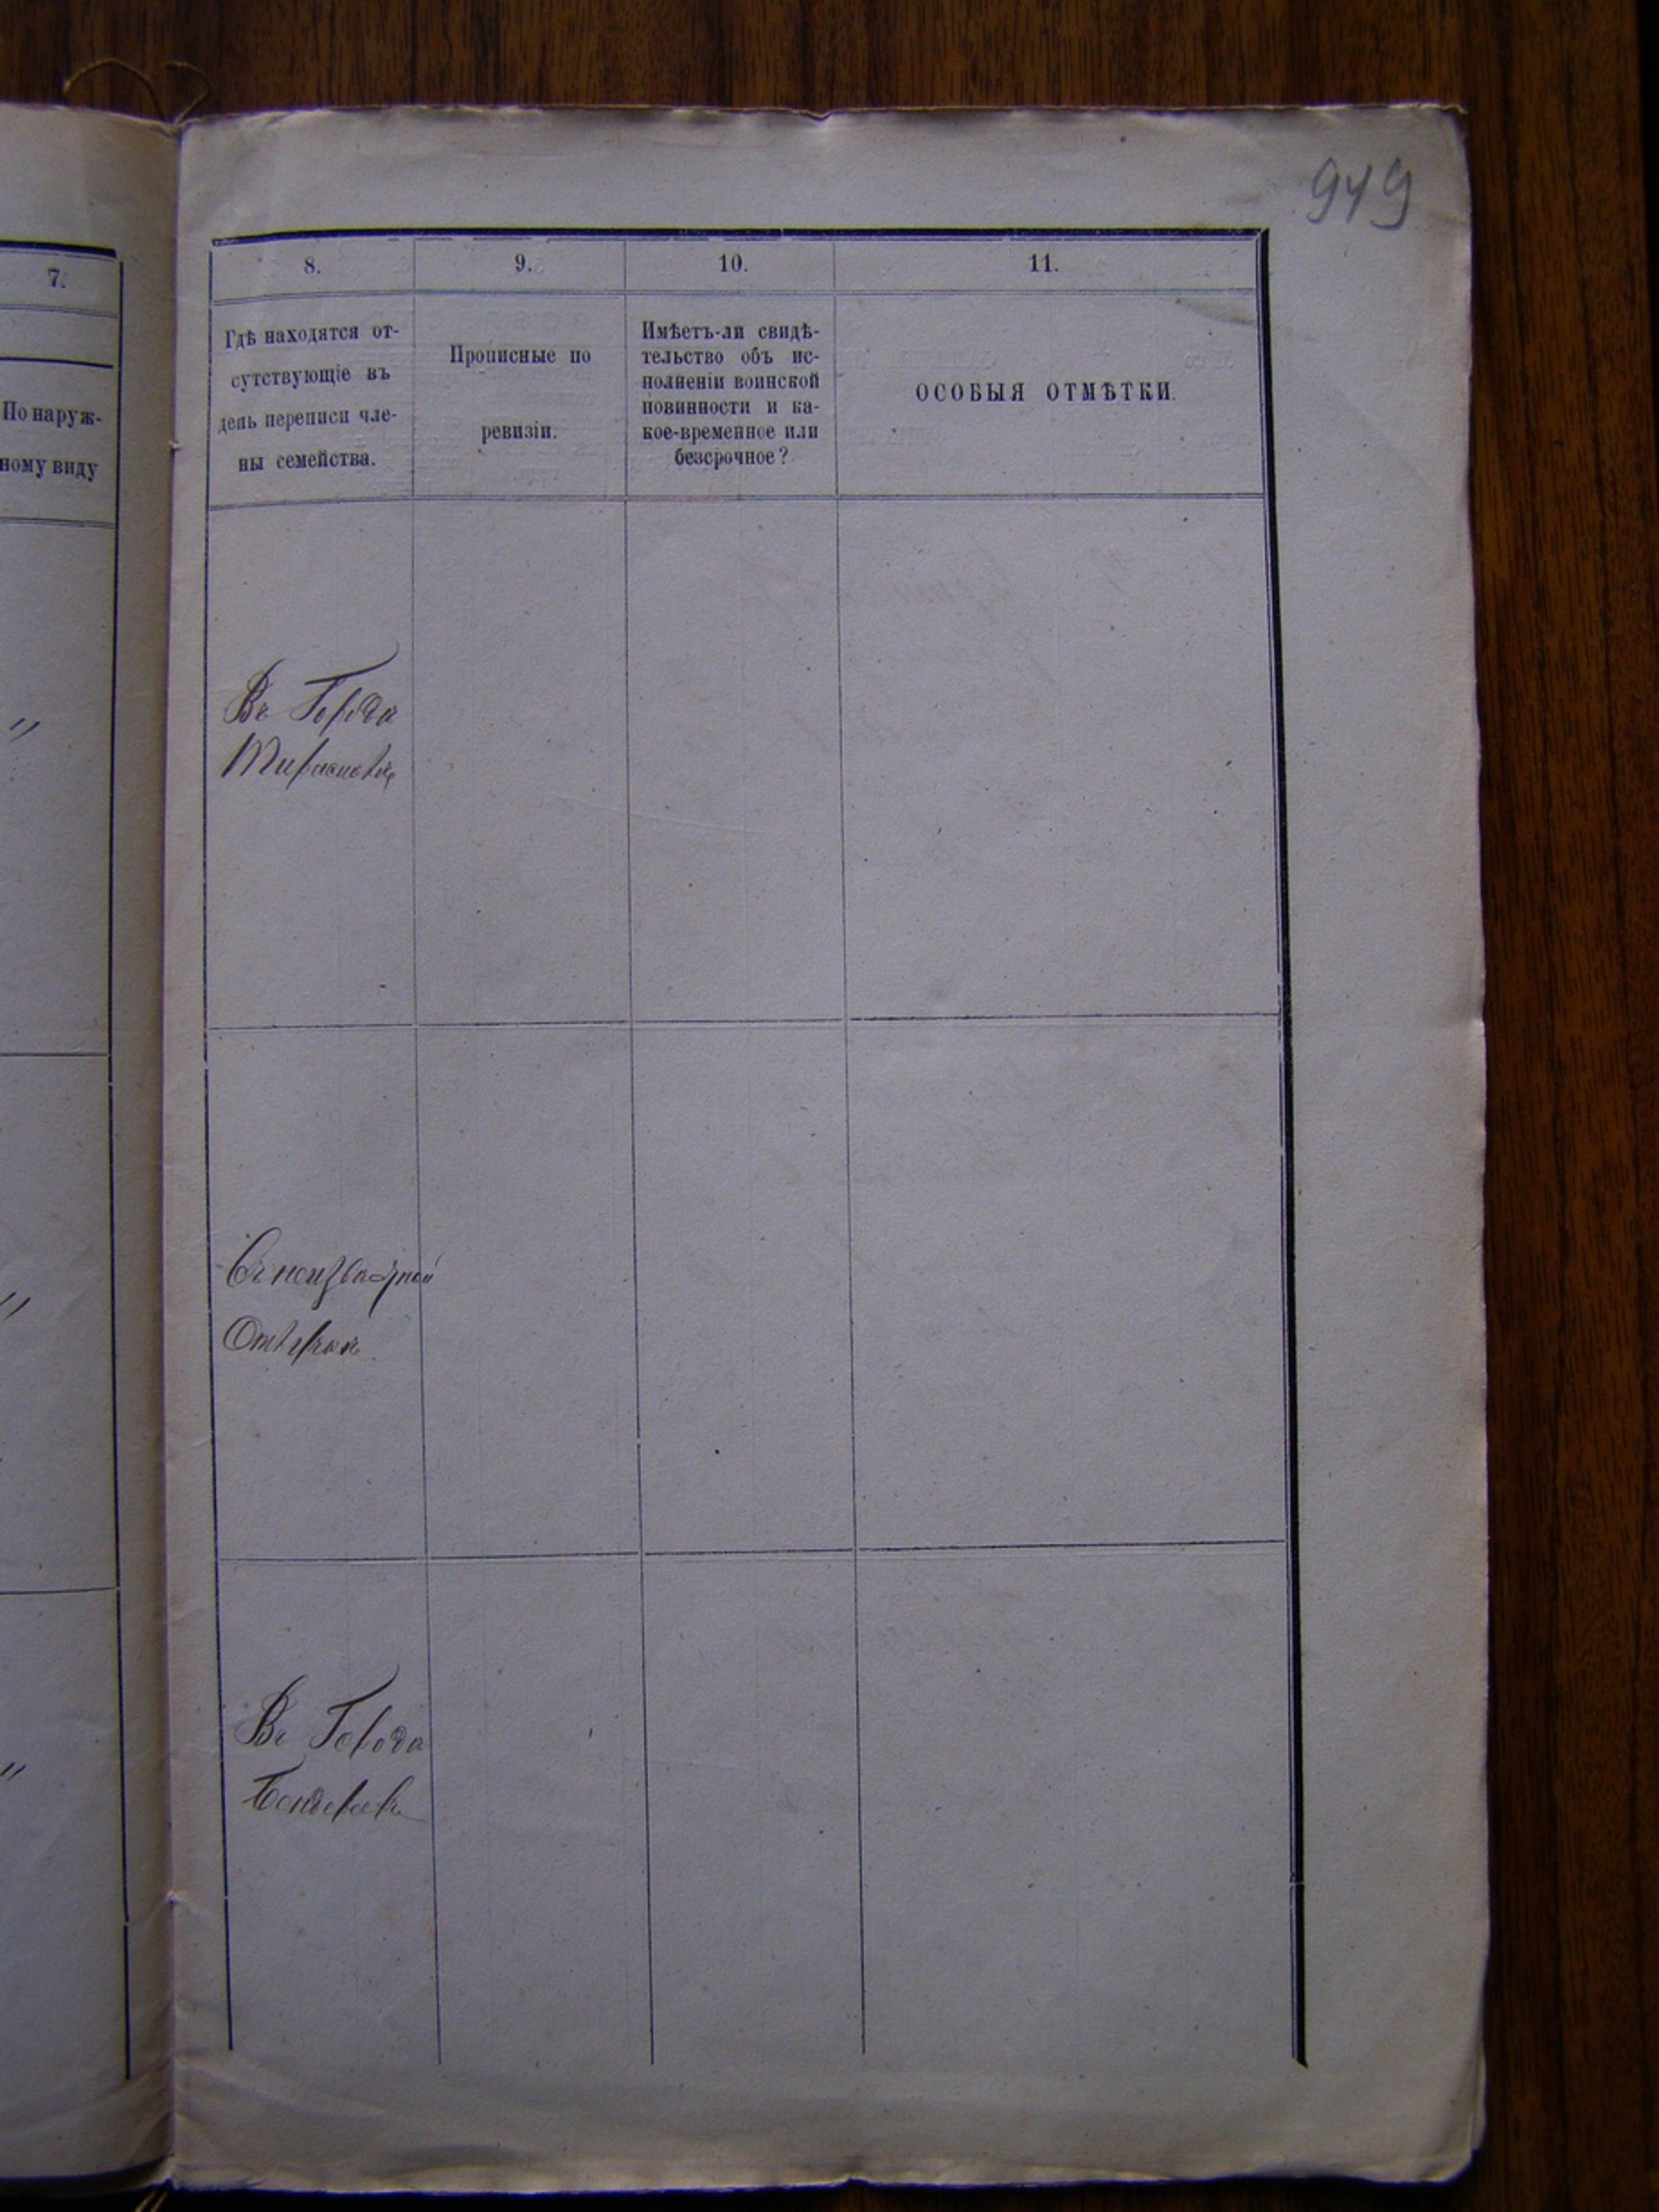 949
7.
По наруж-
ному виду
8.
9.
10.
11.
Гдѣ находятся от-
сутствующіе въ
день переписи чле-
ны семейства.
Прописные по
ревизіи.
Имѣетъ-ли свидѣ-
тельство объ ис-
полненіи воинской
повинности и ка-
кое-временное или
безсрочное?
ОСОБЫЯ ОТМѢТКИ.
"
Въ Города
"
"
Въ Города